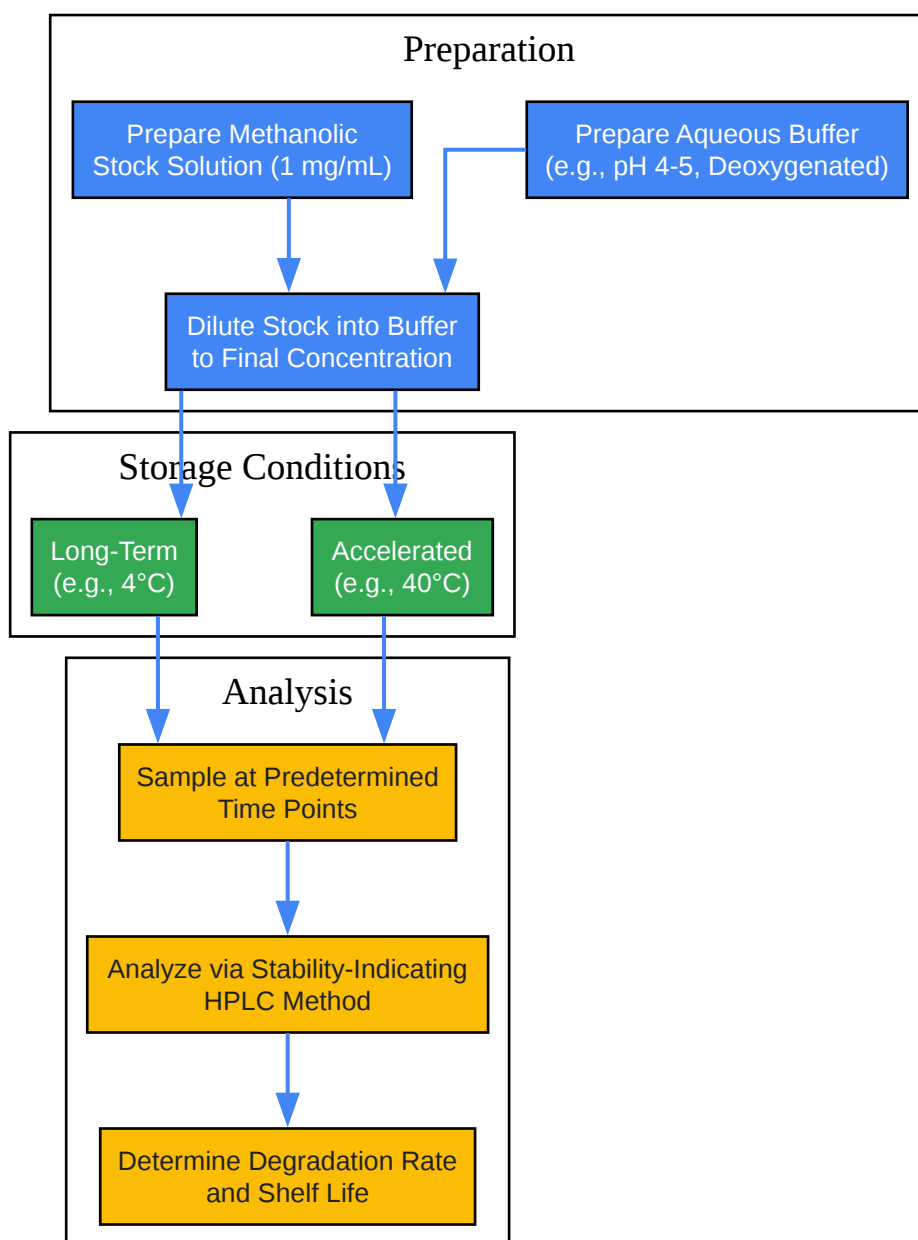 Preparation
Prepare Methanolic
Stock Solution (1 mg/mL)
Prepare Aqueous Buffer
(e.g., pH 4-5, Deoxygenated)
Dilute Stock into Buffer
to Final Concentration
Storage Conditions
Long-Term
(e.g., 4°C)
Accelerated
(e.g., 40°C)
Analysis
Sample at Predetermined
Time Points
Analyze via Stability-Indicating
HPLC Method
Determine Degradation Rate
and Shelf Life